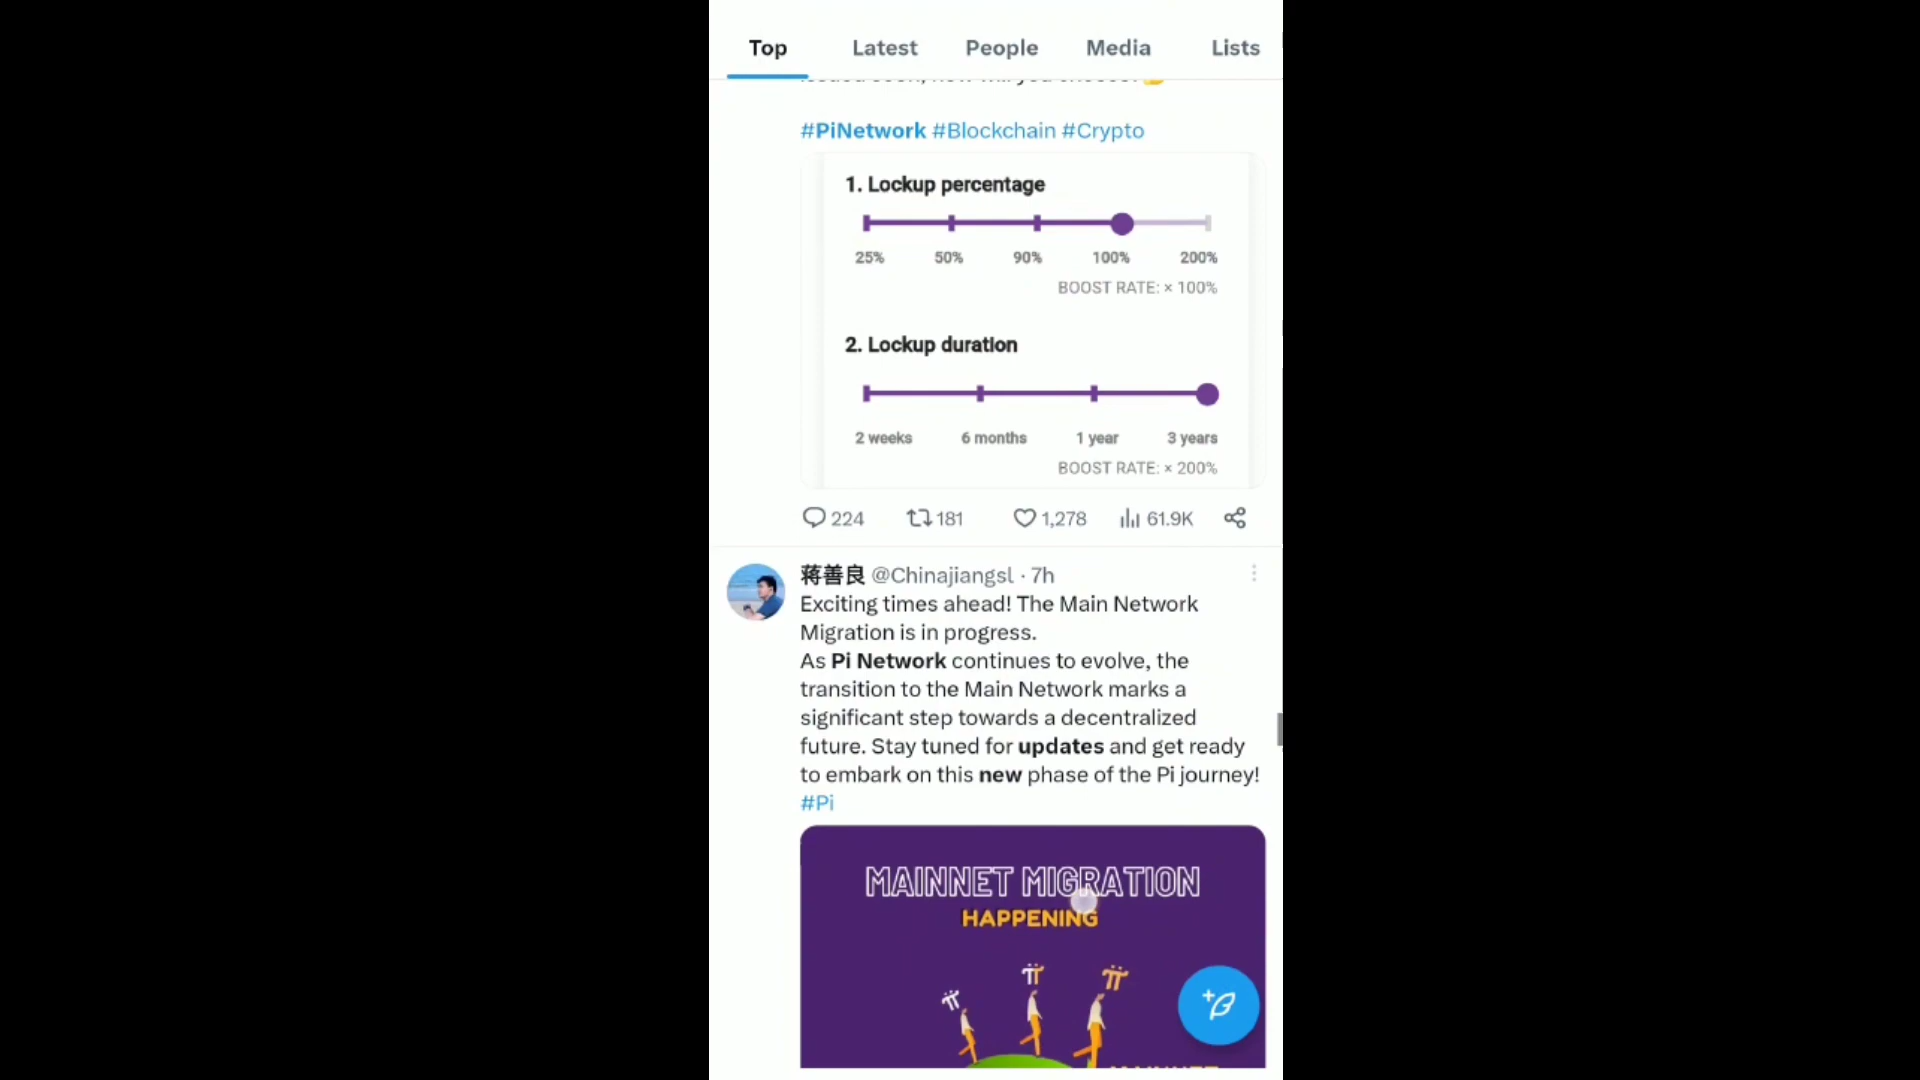 Top Latest People Media Lists
#PiNetwork #Blockchain #Crypto
1. Lockup percentage
25% 50% 90% 100% 200%
BOOST RATE: × 100%
2. Lockup duration
2 weeks 6 months 1 year 3 years
BOOST RATE: × 200%
224 181 1,278 61.9K
蒋善良 @Chinajiangsl · 7h
Exciting times ahead! The Main Network
Migration is in progress.
As Pi Network continues to evolve, the
transition to the Main Network marks a
significant step towards a decentralized
future. Stay tuned for updates and get ready
to embark on this new phase of the Pi journey!
#Pi
MAINNET MIGRATION
HAPPENING